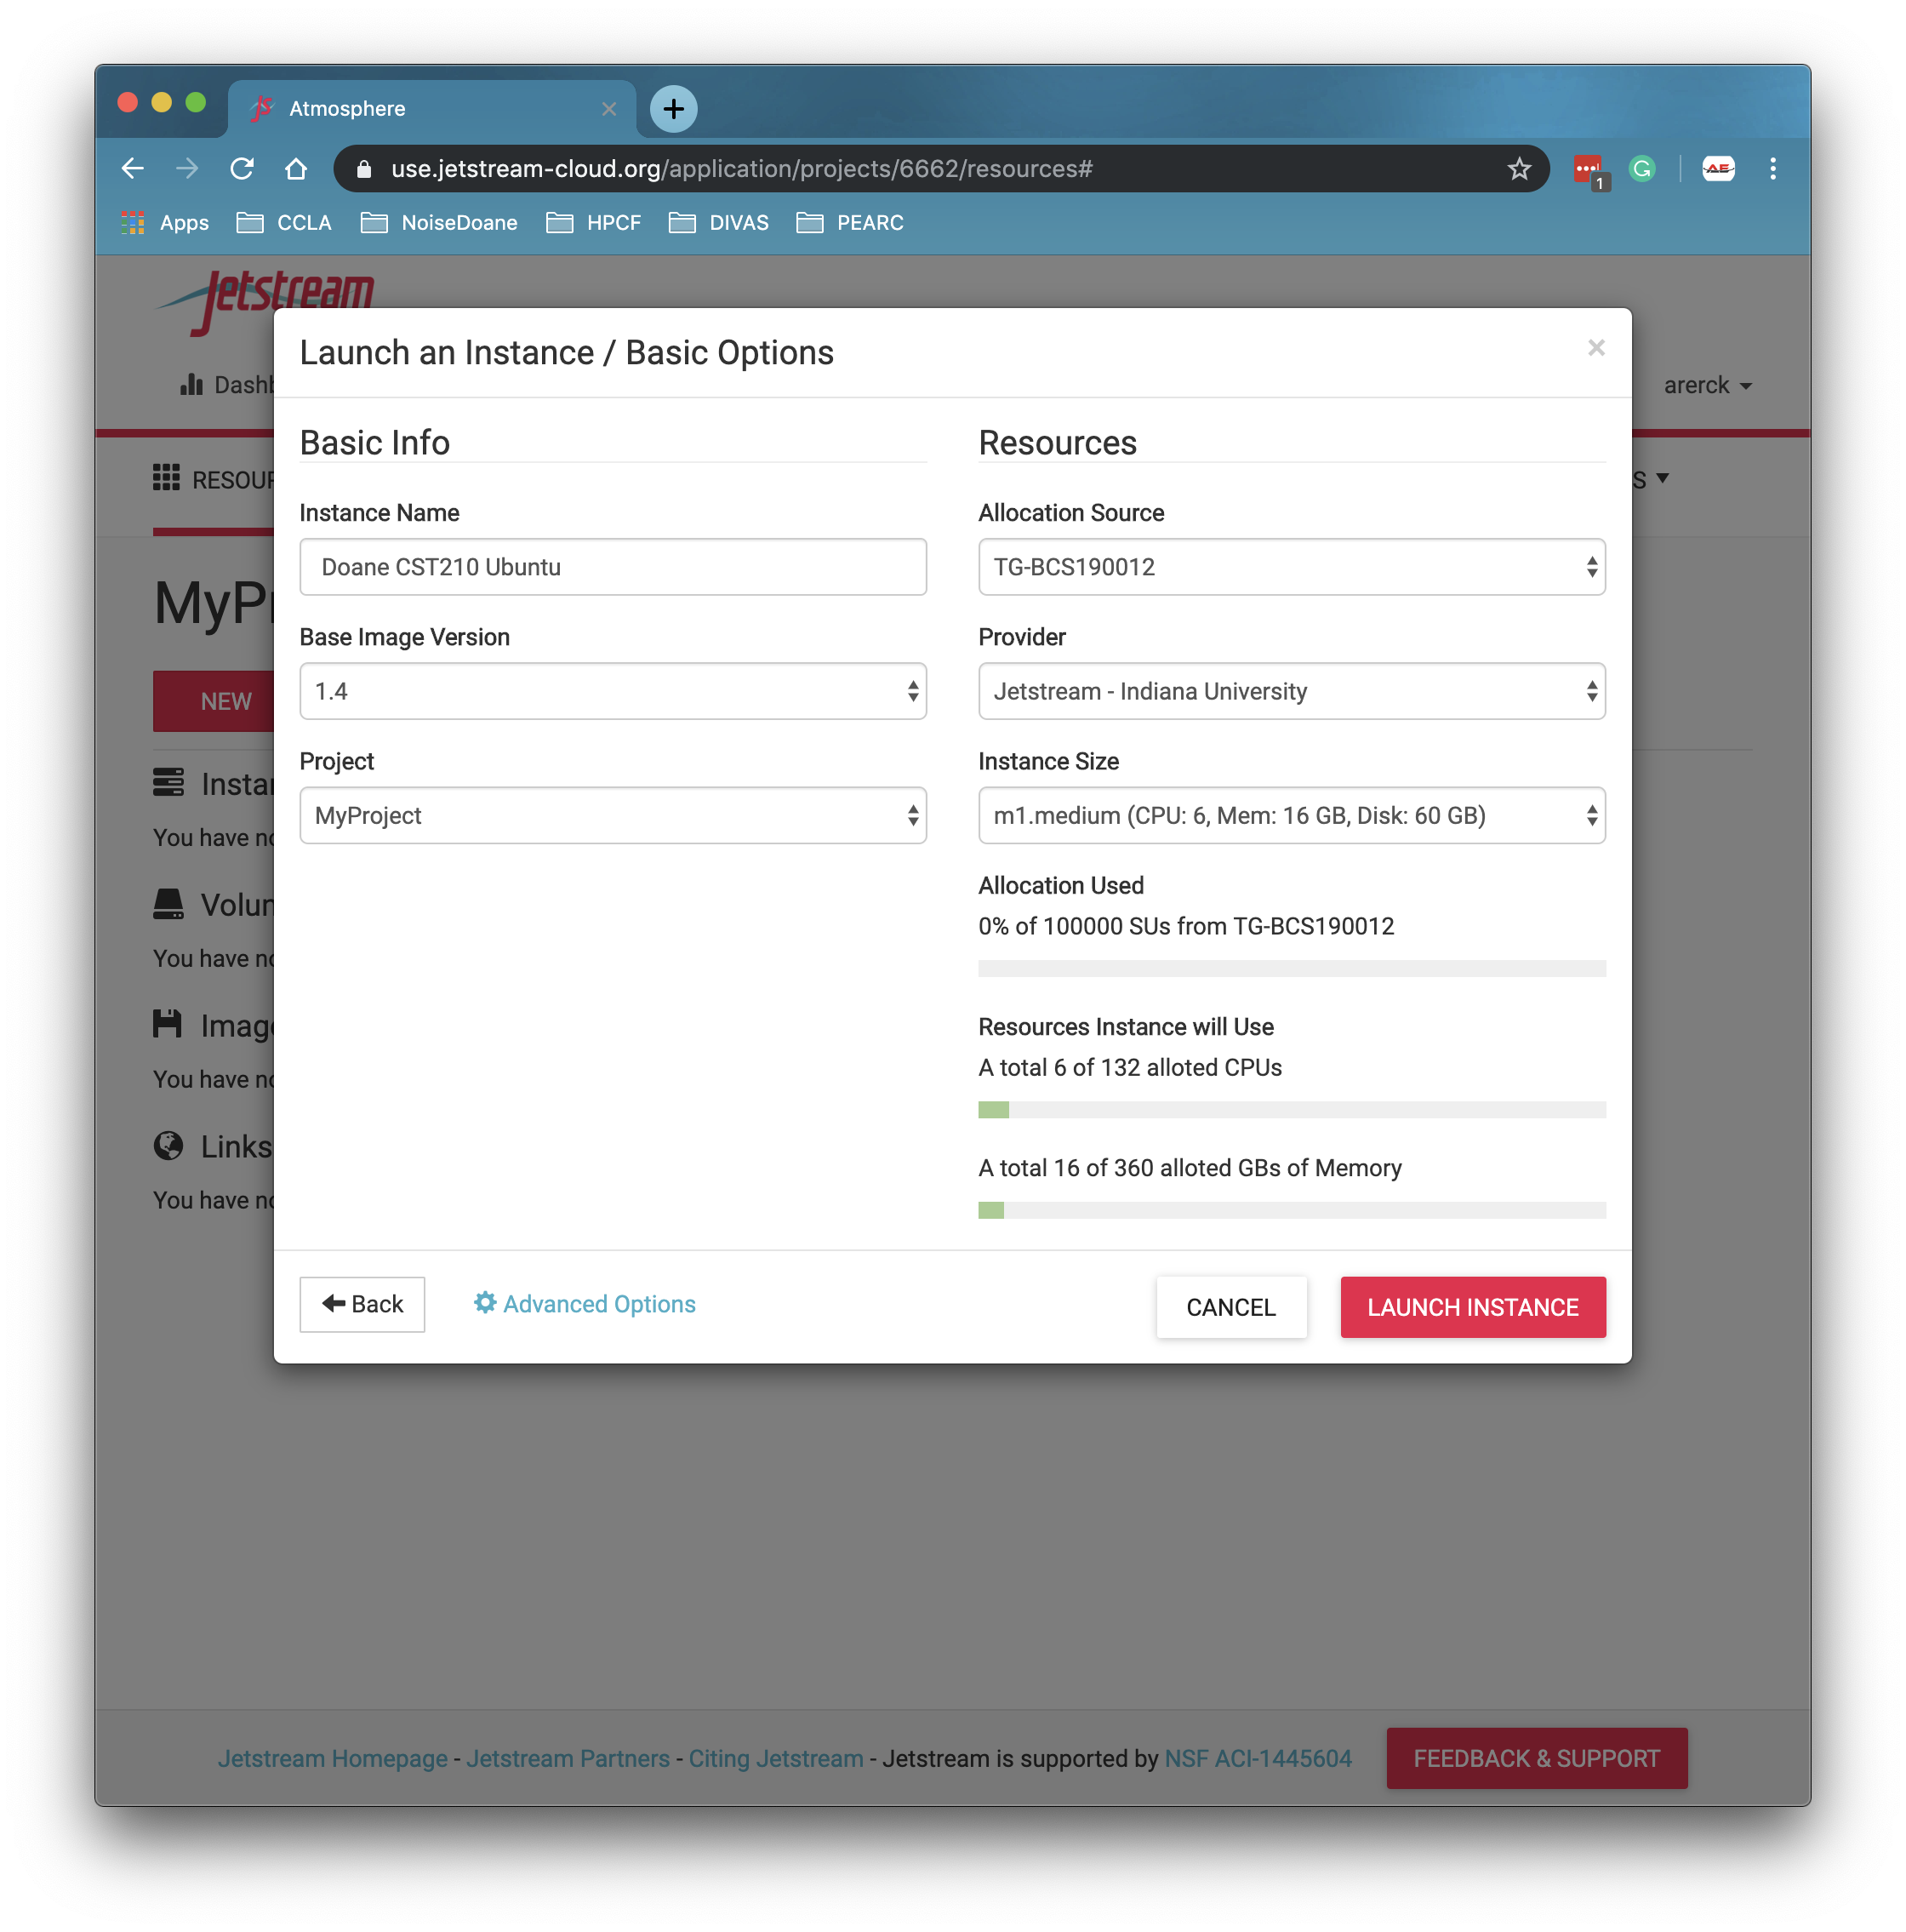 Atmosphere
use.jetstream-cloud.org/application/projects/6662/resources#
1
Apps CCLA NoiseDoane HPCF DIVAS PEARC
Jetstream
Launch an Instance / Basic Options
Dashb
arerck
Basic Info
Resources
RESOUR
S
Instance Name
Doane CST210 Ubuntu
Allocation Source
TG-BCS190012
MyPr
Base Image Version
1.4
Provider
Jetstream - Indiana University
NEW
Project
MyProject
Instance Size
m1.medium (CPU: 6, Mem: 16 GB, Disk: 60 GB)
Instan
You have no
Allocation Used
0% of 100000 SUs from TG-BCS190012
Volun
You have no
Resources Instance will Use
A total 6 of 132 alloted CPUs
Image
You have no
A total 16 of 360 alloted GBs of Memory
Links
You have no
Back
Advanced Options
CANCEL
LAUNCH INSTANCE
Jetstream Homepage - Jetstream Partners - Citing Jetstream - Jetstream is supported by NSF ACI-1445604
FEEDBACK & SUPPORT